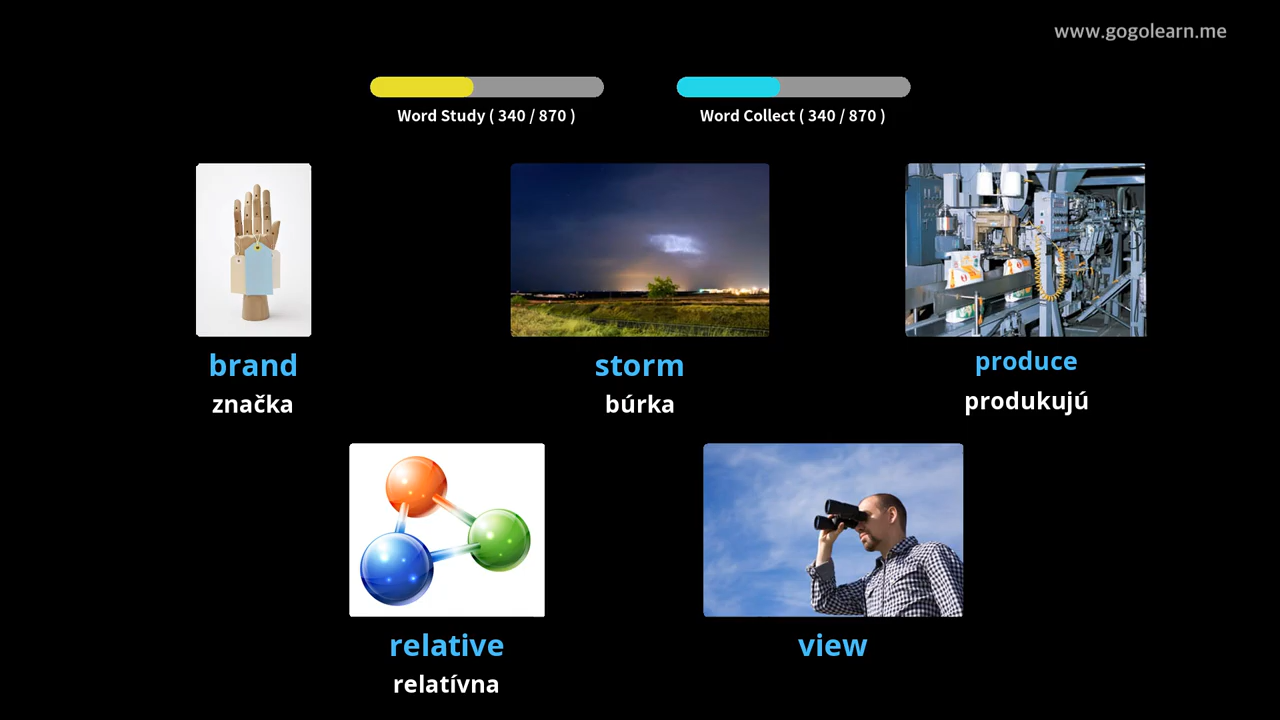 www.gogolearn.me
Word Study ( 340 / 870 )
Word Collect ( 340 / 870 )
brand
značka
storm
búrka
produce
produkujú
relative
relatívna
view